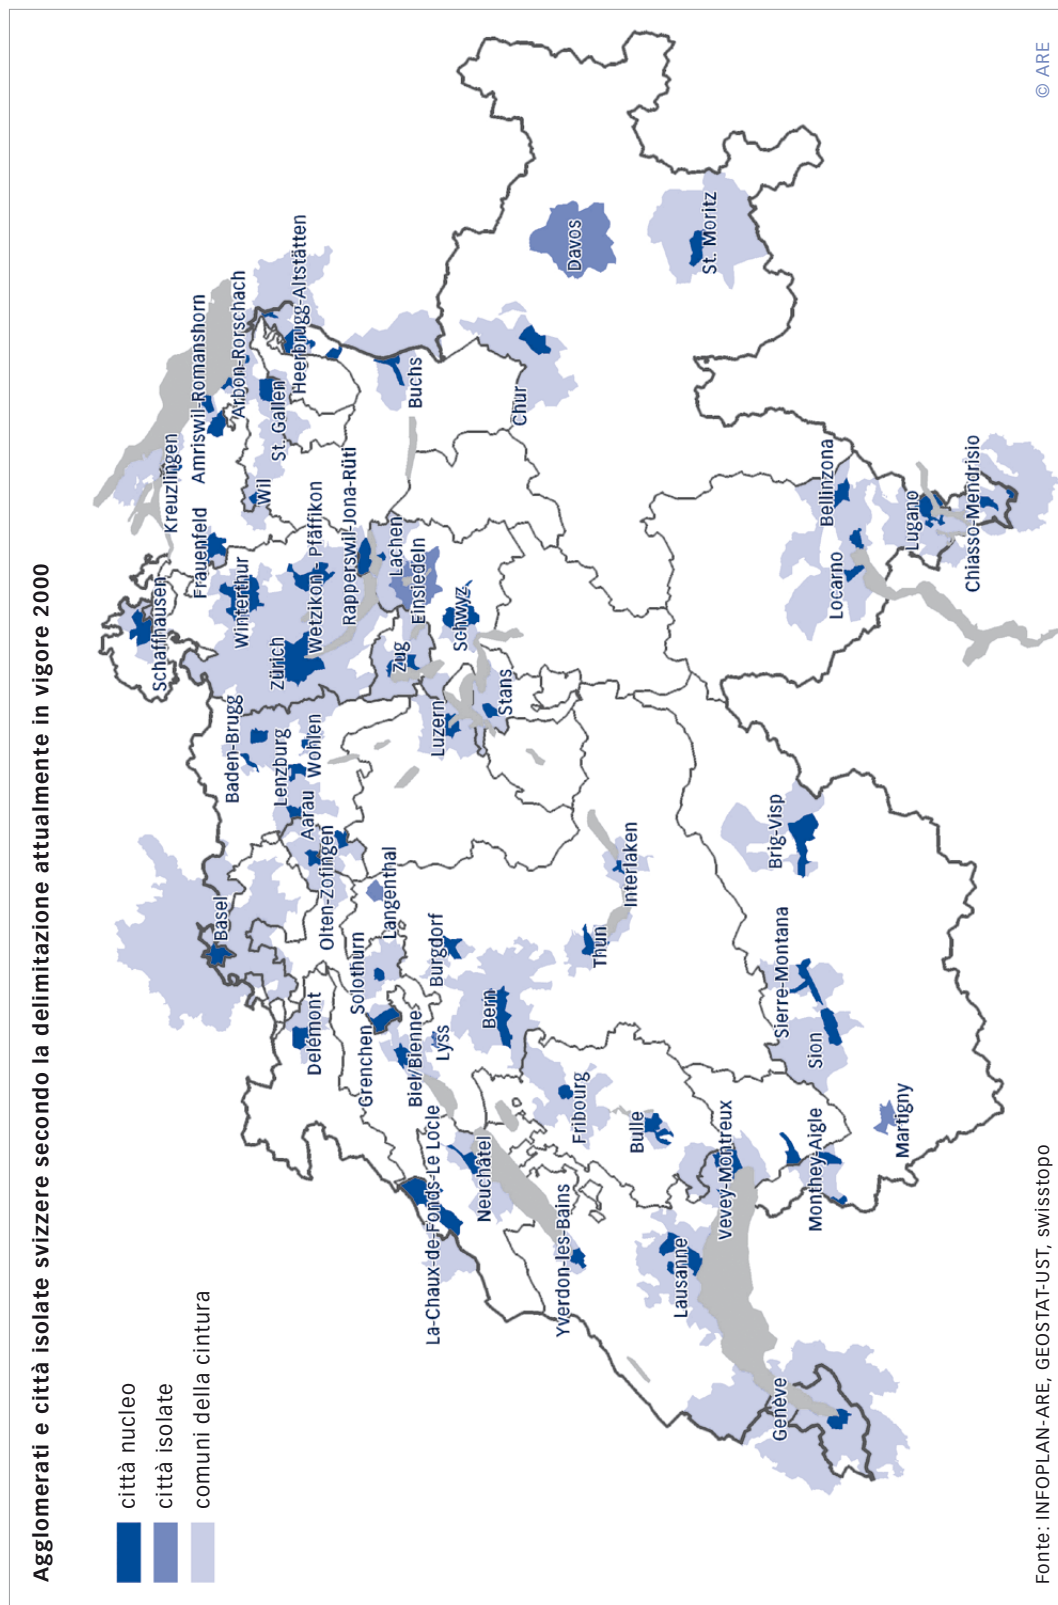 Agglomerati e città isolate svizzere secondo la delimitazione attualmente in vigore 2000
città nucleo
città isolate
comuni della cintura
Schaffhausen
Kreuzlingen
Frauenfeld
Amriswil-Romanshorn
Arbon-Rorschach
Winterthur
Wil
St. Gallen
Heerbrugg-Altstätten
Basel
Baden-Brugg
Zürich
Wetzikon - Pfäffikon
Lenzburg
Wohlen
Aarau
Olten-Zofingen
Rapperswil-Jona-Rüti
Delémont
Lachen
Buchs
Zug
Einsiedeln
Langenthal
Solothurn
Grenchen
Biel/Bienne
Burgdorf
Luzern
Schwyz
Lyss
La-Chaux-de-Fonds-Le Locle
Stans
Neuchâtel
Bern
Chur
Davos
Yverdon-les-Bains
Fribourg
Thun
Interlaken
Bulle
St. Moritz
Lausanne
Vevey-Montreux
Brig-Visp
Sierre-Montana
Sion
Genève
Monthey-Aigle
Martigny
Bellinzona
Locarno
Lugano
Chiasso-Mendrisio
Fonte: INFOPLAN-ARE, GEOSTAT-UST, swisstopo
© ARE